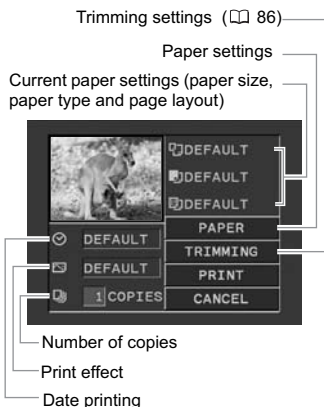 Trimming settings (📖 86)
Paper settings
Current paper settings (paper size,
paper type and page layout)
DEFAULT
DEFAULT
DEFAULT
PAPER
DEFAULT
TRIMMING
DEFAULT
PRINT
1 COPIES
CANCEL
Number of copies
Print effect
Date printing